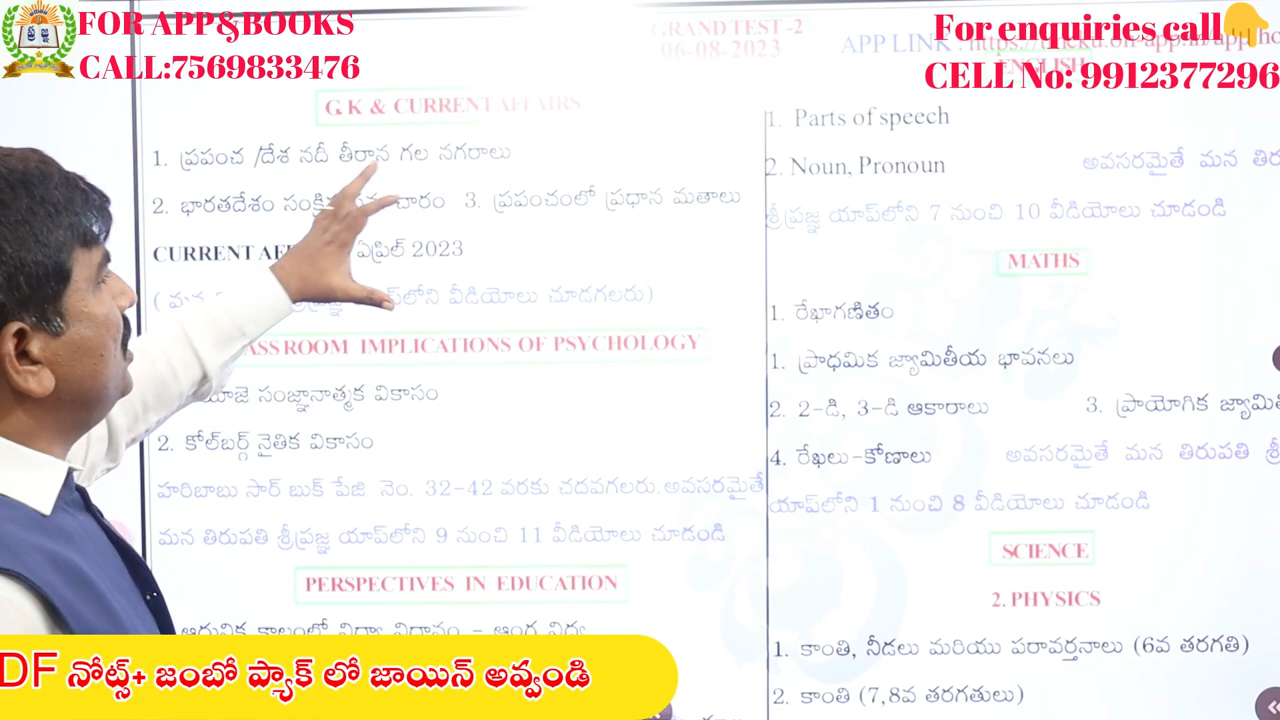 FOR APP&BOOKS
CALL:7569833476
GRAND TEST -2
06-08-2023
APP LINK :
For enquiries call
CELL No: 9912377296
G.K & CURRENT AFFAIRS
1. ప్రపంచ /దేశ నదీ తీరాన గల నగరాలు
2. భారతదేశం 3. ప్రపంచంలో ప్రధాన మతాలు
CURRENT ఏప్రిల్ 2023
వీడియోలు చూడగలరు)
IMPLICATIONS OF PSYCHOLOGY
సంజ్ఞానాత్మక వికాసం
2. కోల్‌బర్గ్ నైతిక వికాసం
హరిబాబు సార్ బుక్ పేజి నెం. 32-42 వరకు చదవగలరు. అవసరమైతే
మన తిరుపతి శ్రీప్రజ్ఞ యాప్‌లోని 9 నుంచి 11 వీడియోలు చూడండి
PERSPECTIVES IN EDUCATION
ENGLISH
1. Parts of speech
2. Noun, Pronoun అవసరమైతే మన
శ్రీప్రజ్ఞ యాప్‌లోని 7 నుంచి 10 వీడియోలు చూడండి
MATHS
1. రేఖాగణితం
1. ప్రాధమిక జ్యామితీయ భావనలు
2. 2-డి, 3-డి ఆకారాలు 3. ప్రాయోగిక
4. రేఖలు-కోణాలు అవసరమైతే మన తిరుపతి శ్రీ
యాప్‌లోని 1 నుంచి 8 వీడియోలు చూడండి
SCIENCE
2. PHYSICS
1. కాంతి, నీడలు మరియు పరావర్తనాలు (6వ తరగతి)
2. కాంతి (7,8వ తరగతులు)
DF నోట్స్+ జంబో ప్యాక్ లో జాయిన్ అవ్వండి